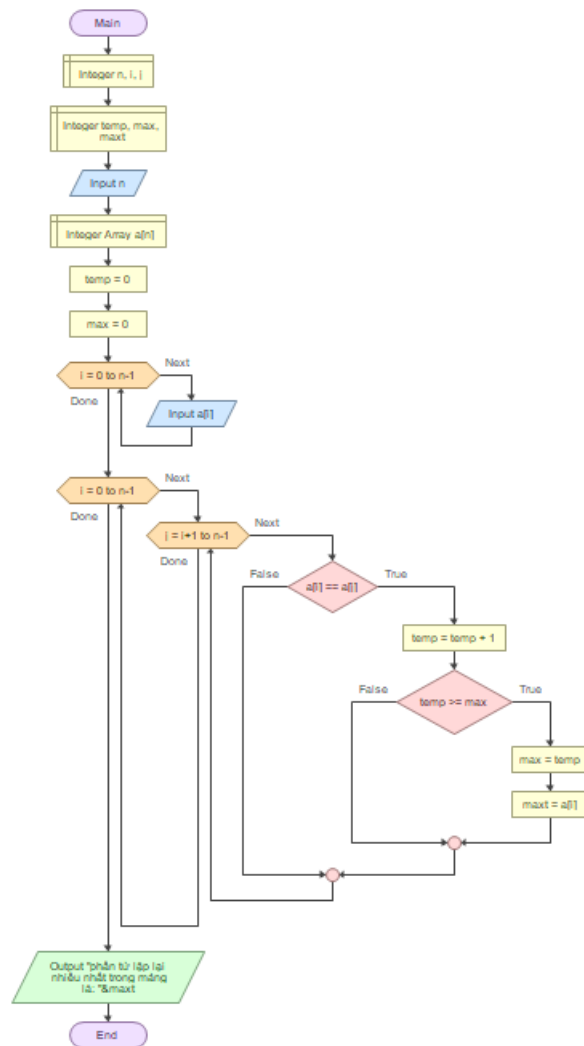 Main
Integer n, i, j
Integer temp, max,
maxt
Input n
Integer Array a[n]
temp = 0
max = 0
i = 0 to n-1
Next
Done
Input a[i]
i = 0 to n-1
Next
Done
j = i+1 to n-1
Next
Done
a[i] == a[j]
False
True
temp = temp + 1
temp >= max
False
True
max = temp
maxt = a[i]
Output "phần tử lặp lại
nhiều nhất trong mảng
là: "&maxt
End